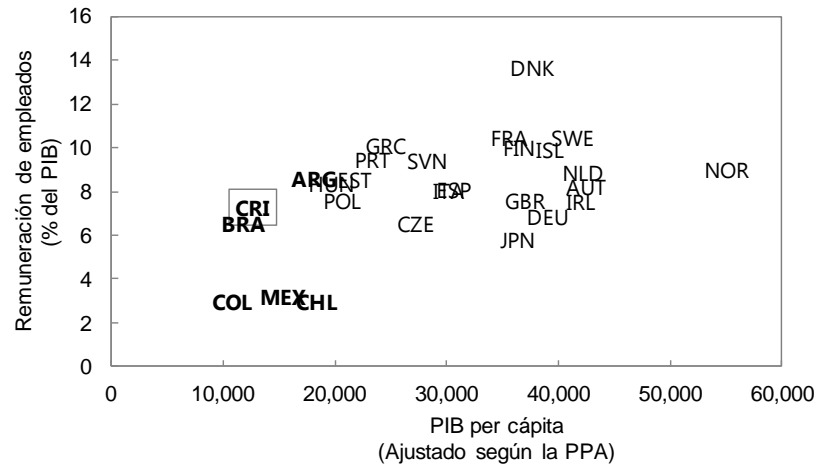 16
14
12
10
8
6
4
2
0
Remuneración de empleados
(% del PIB)
DNK
FRA
SWE
FIN
ISL
GRC
PRT
SVN
NLD
NOR
ARG
HUN
EST
ITA
ESP
AUT
POL
GBR
IRL
CRI
BRA
CZE
DEU
JPN
COL
MEX
CHL
0
10,000
20,000
30,000
40,000
50,000
60,000
PIB per cápita
(Ajustado según la PPA)